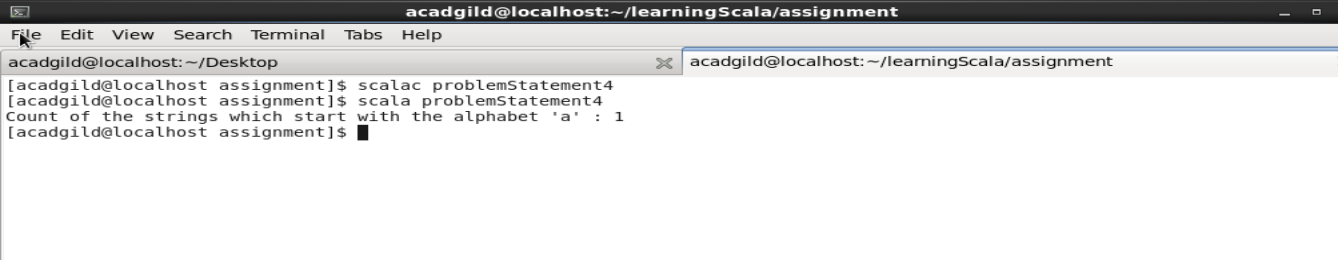 acadgild@localhost:~/learningScala/assignment
File Edit View Search Terminal Tabs Help
acadgild@localhost:~/Desktop acadgild@localhost:~/learningScala/assignment
[acadgild@localhost assignment]$ scalac problemStatement4
[acadgild@localhost assignment]$ scala problemStatement4
Count of the strings which start with the alphabet 'a' : 1
[acadgild@localhost assignment]$